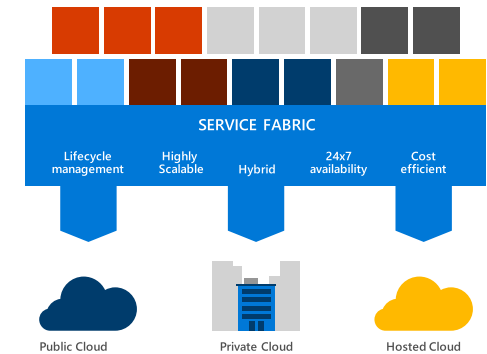 SERVICE FABRIC
Lifecycle
management
Highly
Scalable
Hybrid
24x7
availability
Cost
efficient
Public Cloud
Private Cloud
Hosted Cloud